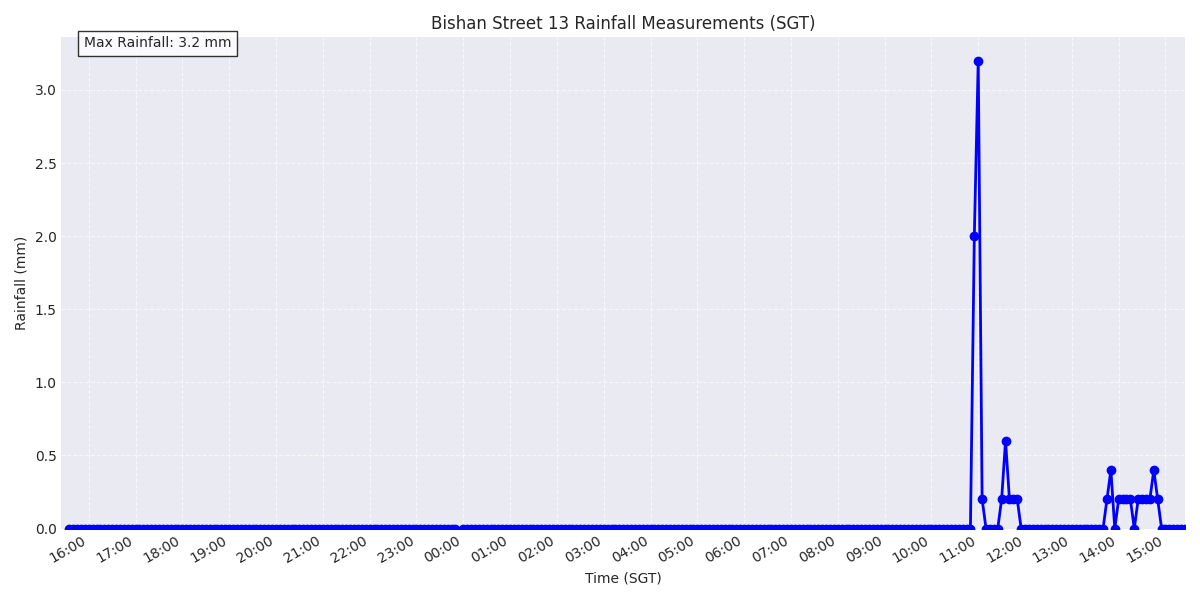 Bishan Street 13 Rainfall Measurements (SGT)
Max Rainfall: 3.2 mm
3.0
2.5
2.0
1.5
1.0
0.5
0.0
Rainfall (mm)
16:00 17:00 18:00 19:00 20:00 21:00 22:00 23:00 00:00 01:00 02:00 03:00 04:00 05:00 06:00 07:00 08:00 09:00 10:00 11:00 12:00 13:00 14:00 15:00
Time (SGT)